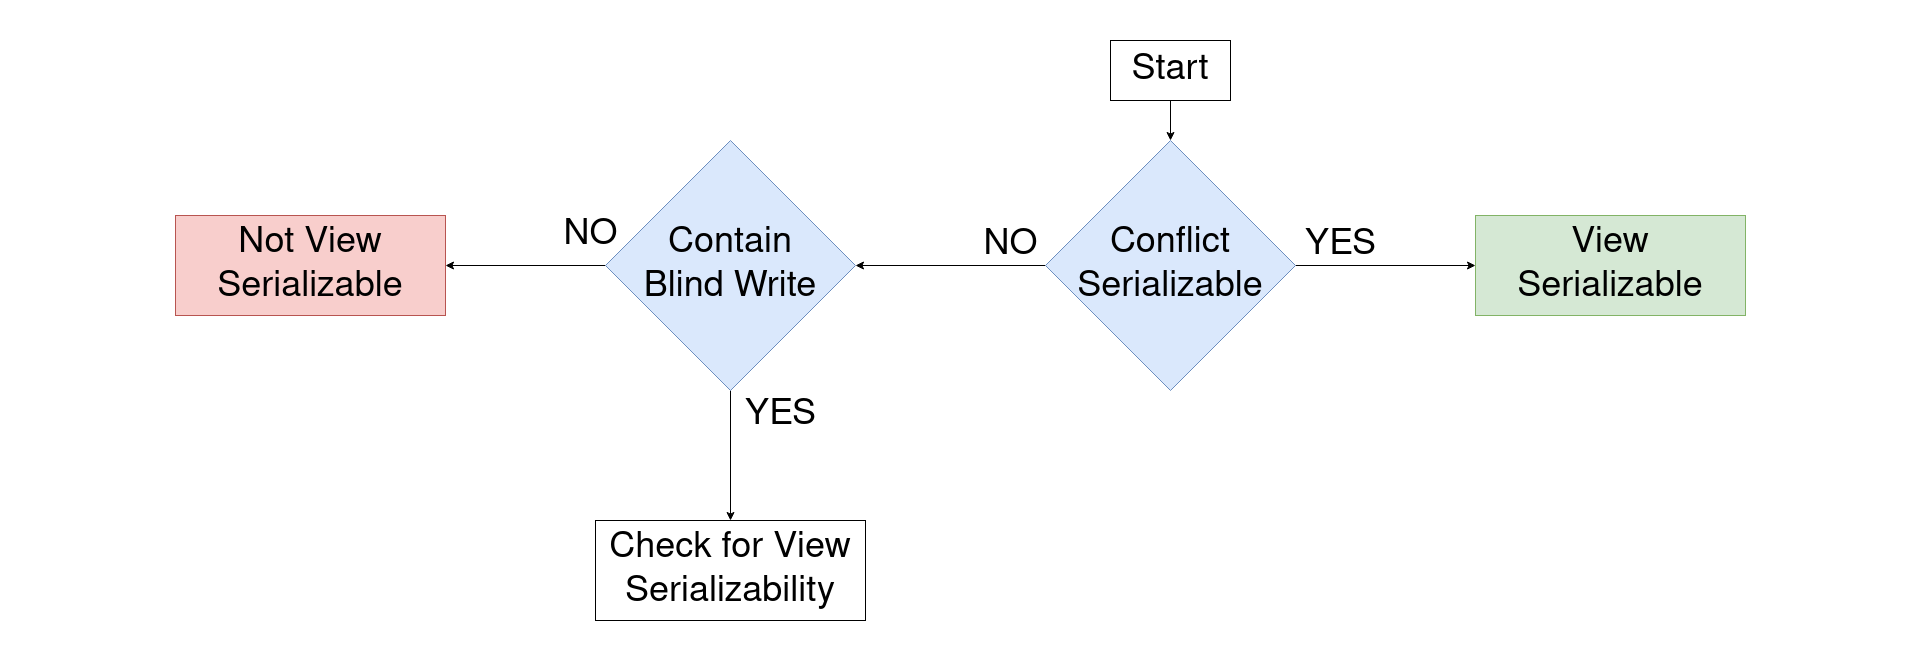 Start
Conflict
Serializable
YES
View
Serializable
NO
Contain
Blind Write
NO
Not View
Serializable
YES
Check for View
Serializability